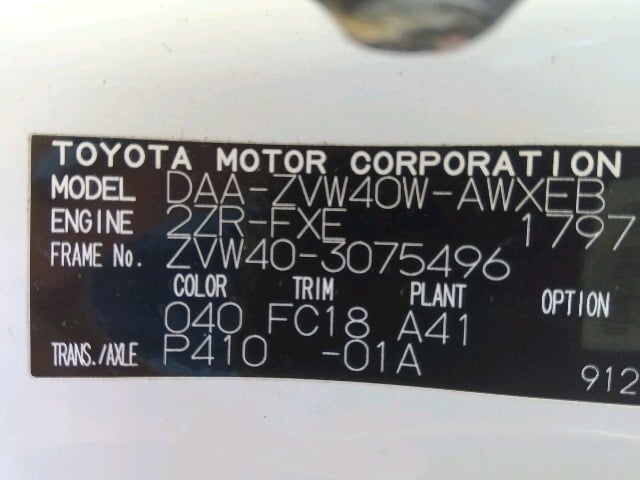 TOYOTA MOTOR CORPORATION
MODEL DAA-ZVW40W-AWXEB
ENGINE 2ZR-FXE 1797
FRAME No. ZVW40-3075496
COLOR TRIM PLANT OPTION
040 FC18 A41
TRANS./AXLE P410 -01A
912